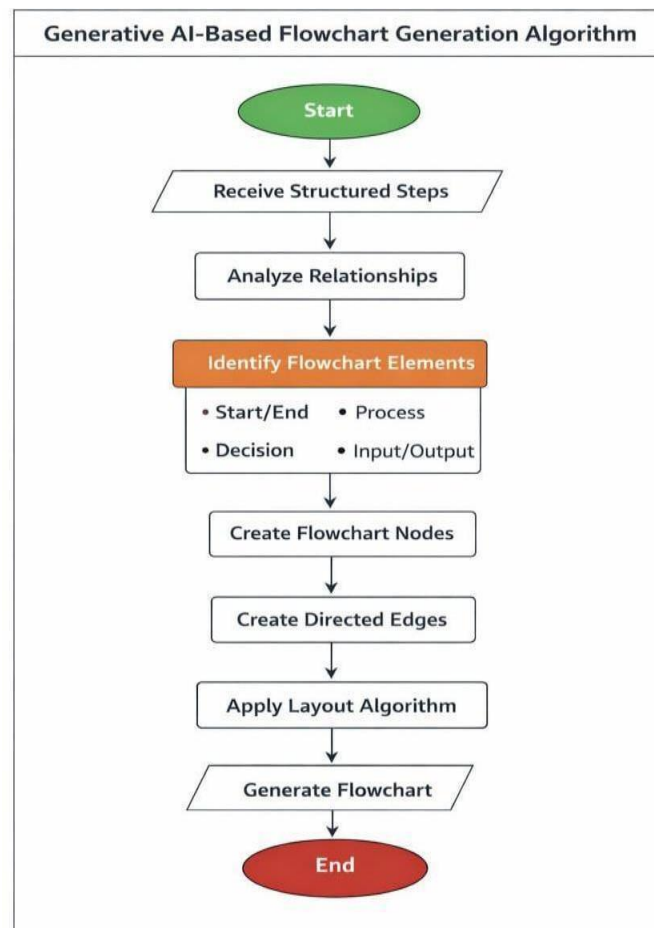 Generative AI-Based Flowchart Generation Algorithm
Start
Receive Structured Steps
Analyze Relationships
Identify Flowchart Elements
• Start/End • Process
• Decision • Input/Output
Create Flowchart Nodes
Create Directed Edges
Apply Layout Algorithm
Generate Flowchart
End